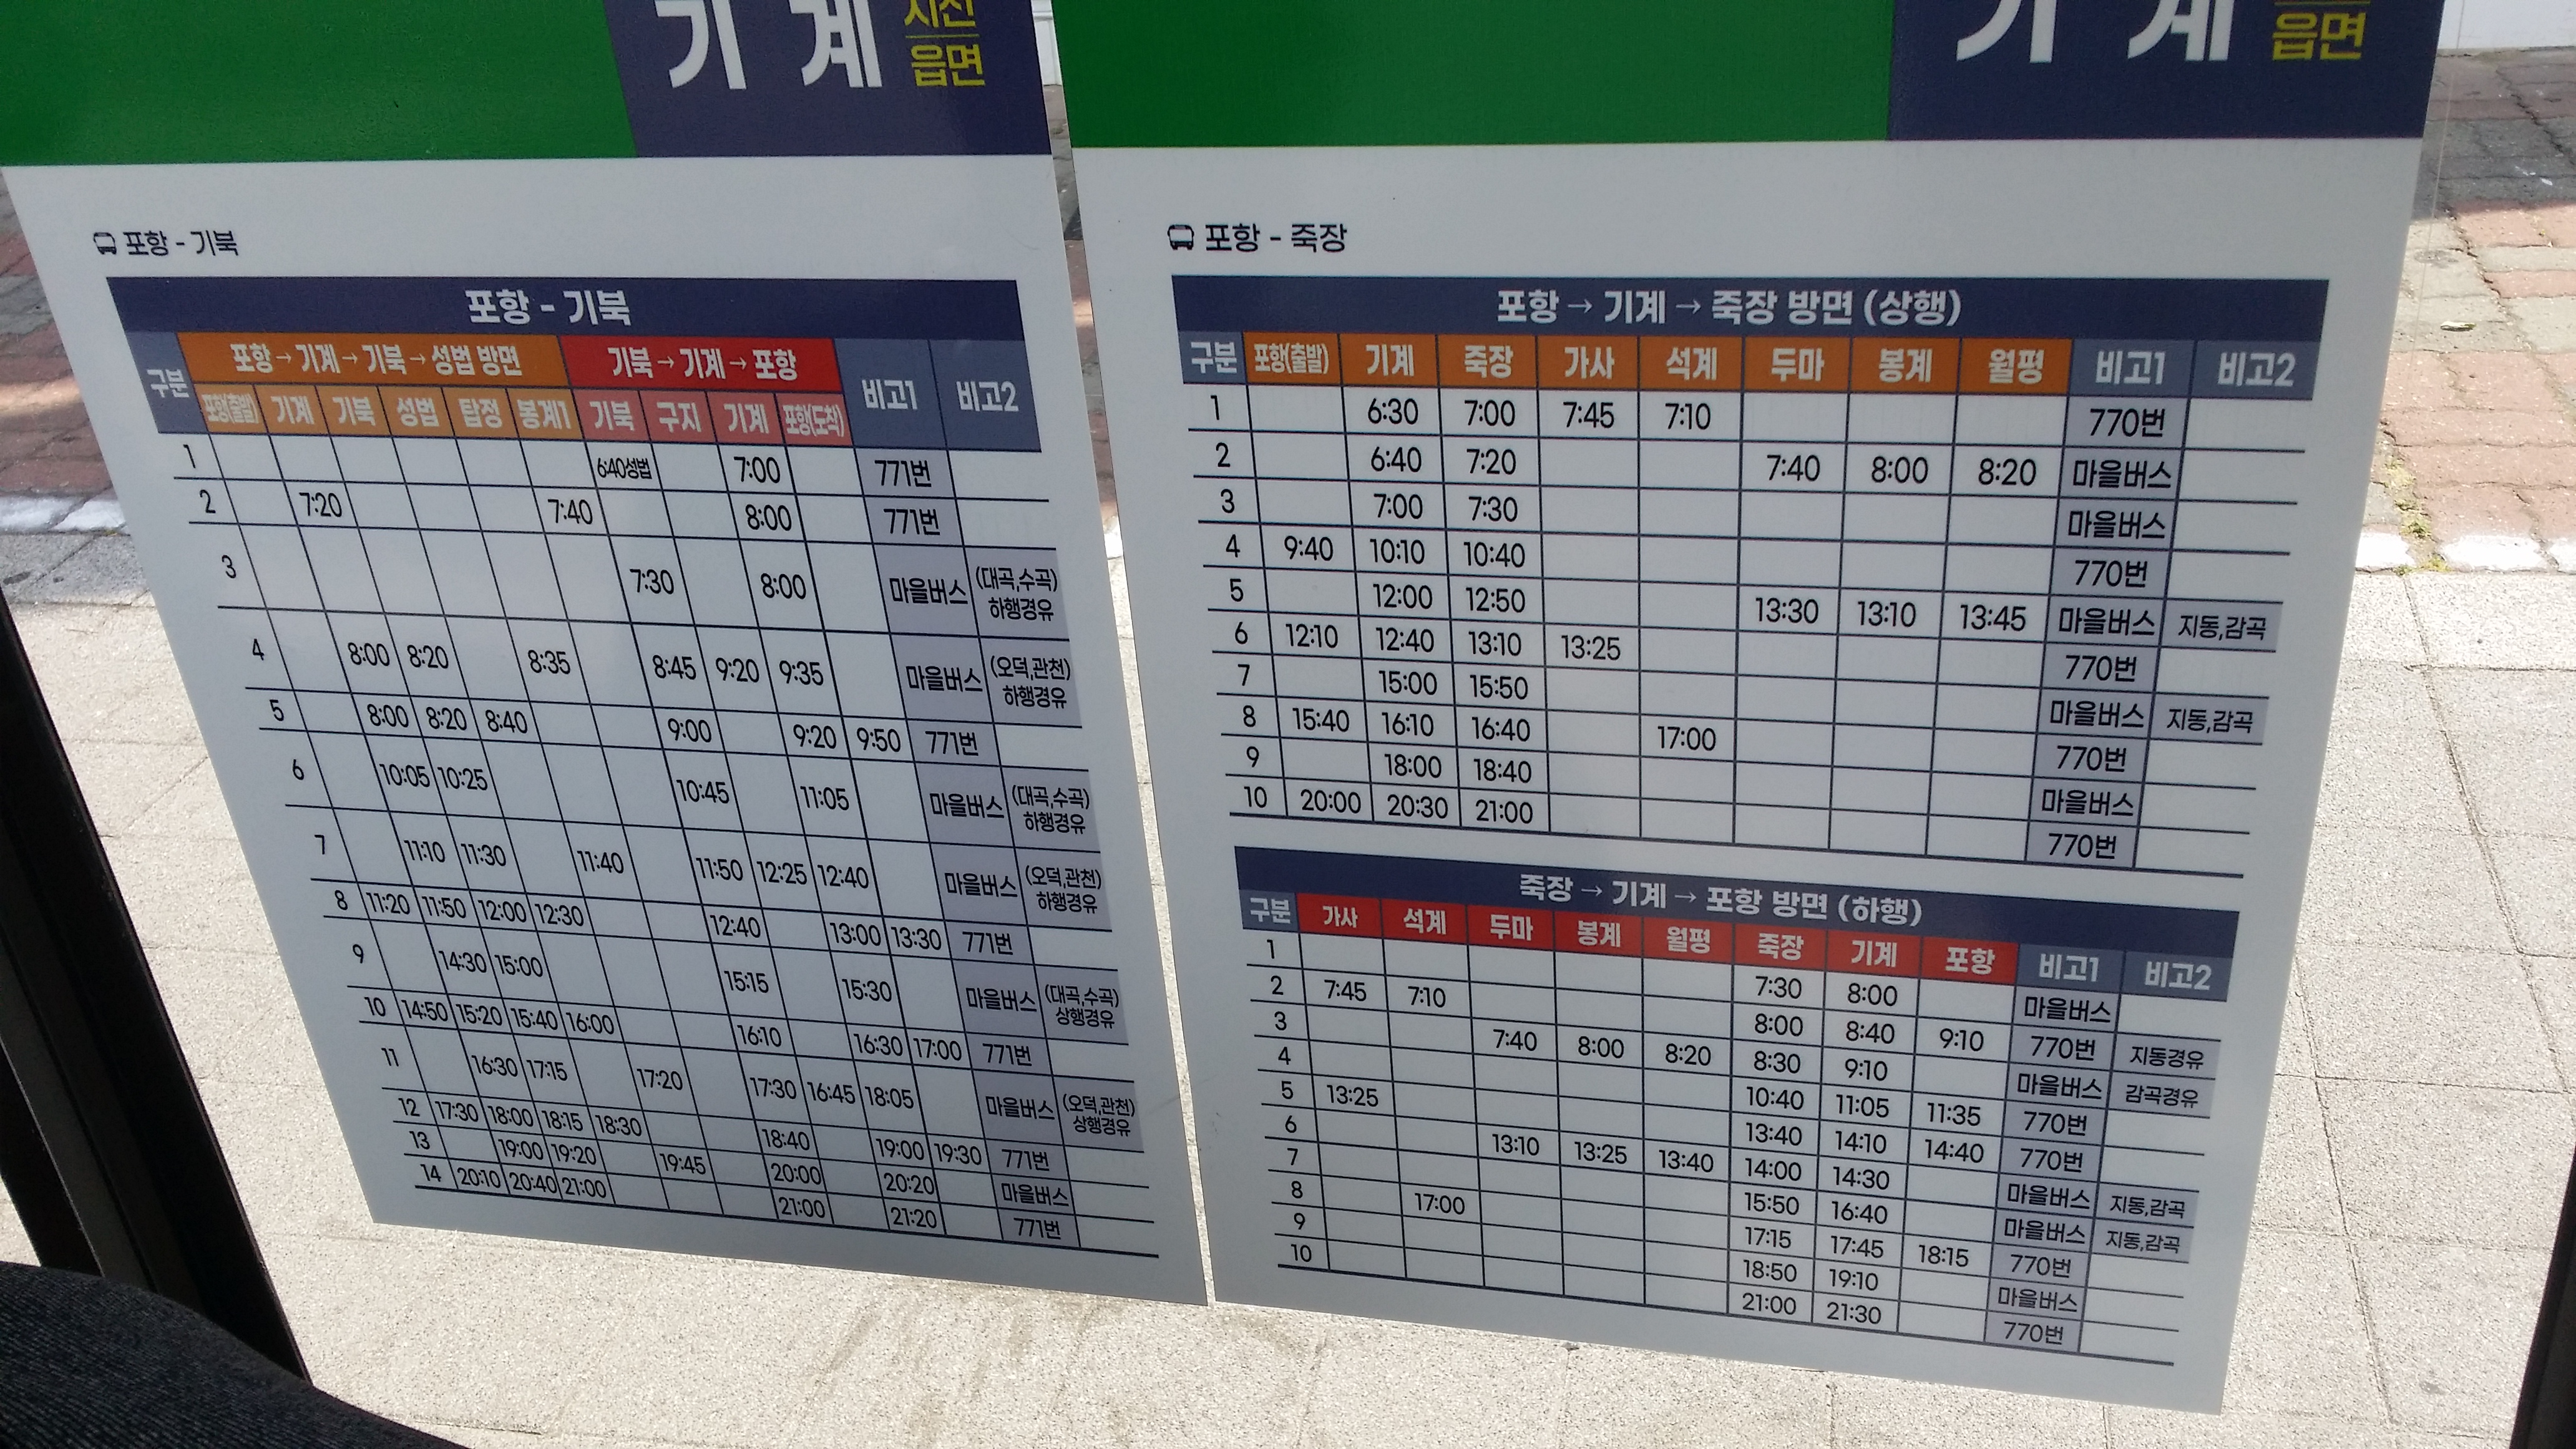 기계
읍면
포항 - 기북
포항 - 기북
구분 포항→기계→기북→성법 방면 기북→기계→포항 비고1 비고2
포항(출발) 기계 기북 성법 탑정 봉계1 기북 구지 기계 포항(도착)
1 6:40성법 7:00 771번
2 7:20 7:40 8:00 771번
3 7:30 8:00 마을버스 (대곡,수곡) 하행경유
4 8:00 8:20 8:35 8:45 9:20 9:35 마을버스 (오덕,관천) 하행경유
5 8:00 8:20 8:40 9:00 9:20 9:50 771번
6 10:05 10:25 10:45 11:05 마을버스 (대곡,수곡) 하행경유
7 11:10 11:30 11:40 11:50 12:25 12:40 마을버스 (오덕,관천) 하행경유
8 11:20 11:50 12:00 12:30 12:40 13:00 13:30 771번
9 14:30 15:00 15:15 15:30 마을버스 (대곡,수곡) 상행경유
10 14:50 15:20 15:40 16:00 16:10 16:30 17:00 771번
11 16:30 17:15 17:20 17:30 16:45 18:05 마을버스 (오덕,관천) 상행경유
12 17:30 18:00 18:15 18:30 18:40 19:00 19:30 771번
13 19:00 19:20 19:45 20:00 20:20 마을버스
14 20:10 20:40 21:00 21:00 21:20 771번
기계
읍면
포항 - 죽장
포항→기계→죽장 방면 (상행)
구분 포항(출발) 기계 죽장 가사 석계 두마 봉계 월평 비고1 비고2
1 6:30 7:00 7:45 7:10 770번
2 6:40 7:20 7:40 8:00 8:20 마을버스
3 7:00 7:30 마을버스
4 9:40 10:10 10:40 770번
5 12:00 12:50 13:30 13:10 13:45 마을버스 지동,감곡
6 12:10 12:40 13:10 13:25 770번
7 15:00 15:50 마을버스 지동,감곡
8 15:40 16:10 16:40 17:00 770번
9 18:00 18:40 마을버스
10 20:00 20:30 21:00 770번
죽장→기계→포항 방면 (하행)
구분 가사 석계 두마 봉계 월평 죽장 기계 포항 비고1 비고2
1 7:30 8:00 마을버스
2 7:45 7:10 8:00 8:40 9:10 770번 지동경유
3 7:40 8:00 8:20 8:30 9:10 마을버스 감곡경유
4 10:40 11:05 11:35 770번
5 13:25 13:40 14:10 14:40 770번
6 13:10 13:25 13:40 14:00 14:30 마을버스 지동,감곡
7 15:50 16:40 마을버스 지동,감곡
8 17:00 17:15 17:45 18:15 770번
9 18:50 19:10 마을버스
10 21:00 21:30 770번